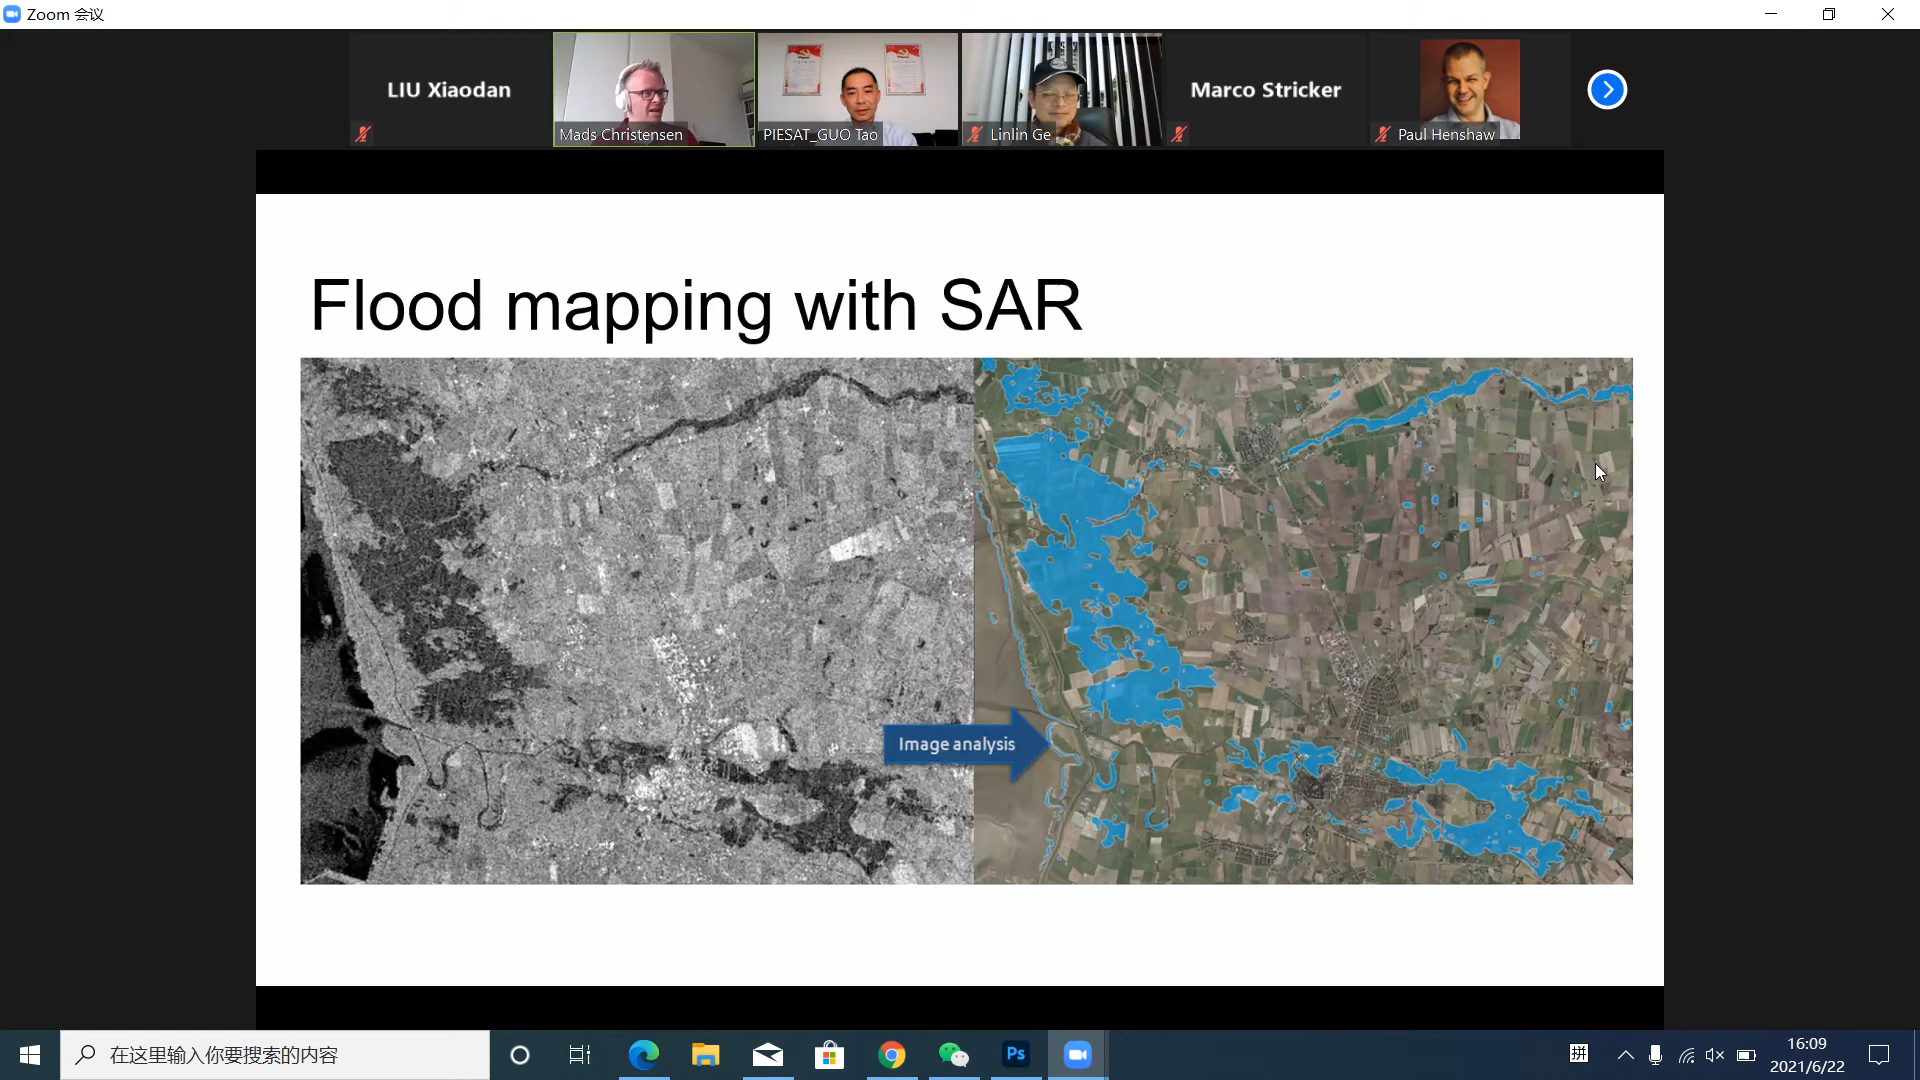 Zoom 会议
LIU Xiaodan
Mads Christensen
PIESAT_GUO Tao
Linlin Ge
Marco Stricker
Paul Henshaw
Flood mapping with SAR
Image analysis
在这里输入你要搜索的内容
Ps
拼
16:09
2021/6/22